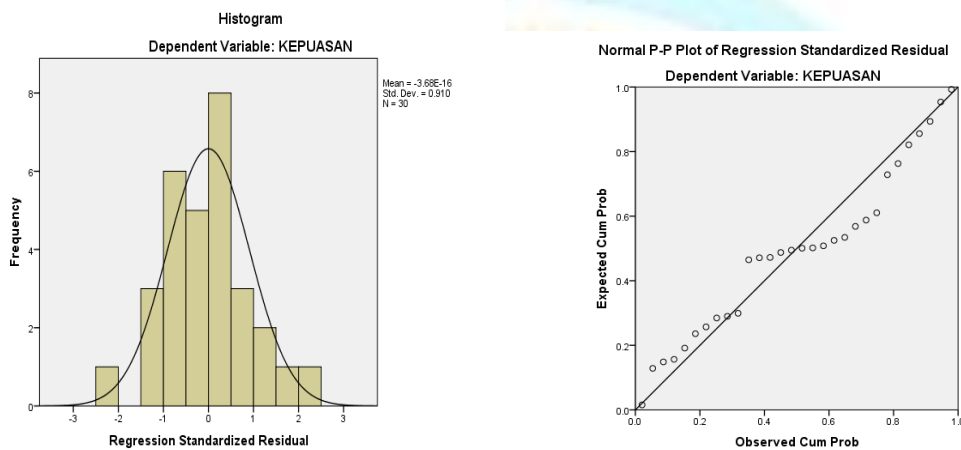 Histogram
Dependent Variable: KEPUASAN
Mean = -3.68E-16
Std. Dev. = 0.910
N = 30
8
6
4
2
0
Frequency
-3 -2 -1 0 1 2 3
Regression Standardized Residual
Normal P-P Plot of Regression Standardized Residual
Dependent Variable: KEPUASAN
1.0
0.8
0.6
0.4
0.2
0.0
Expected Cum Prob
0.0 0.2 0.4 0.6 0.8 1.0
Observed Cum Prob